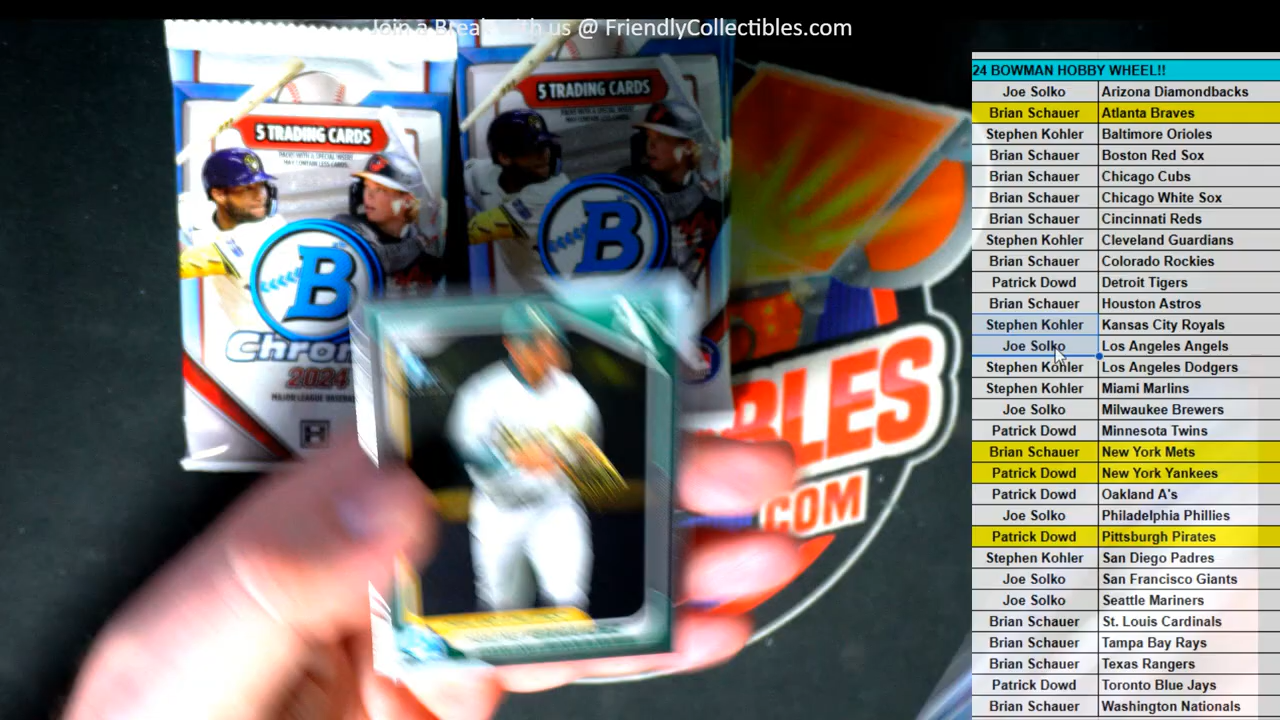 Join a Break with us @ FriendlyCollectibles.com
5 TRADING CARDS
5 TRADING CARDS
B
B
Chrom
2024
MAJOR LEAGUE BASEBA
BLES
.COM
24 BOWMAN HOBBY WHEEL!!
Joe Solko Arizona Diamondbacks
Brian Schauer Atlanta Braves
Stephen Kohler Baltimore Orioles
Brian Schauer Boston Red Sox
Brian Schauer Chicago Cubs
Brian Schauer Chicago White Sox
Brian Schauer Cincinnati Reds
Stephen Kohler Cleveland Guardians
Brian Schauer Colorado Rockies
Patrick Dowd Detroit Tigers
Brian Schauer Houston Astros
Stephen Kohler Kansas City Royals
Joe Solko Los Angeles Angels
Stephen Kohler Los Angeles Dodgers
Stephen Kohler Miami Marlins
Joe Solko Milwaukee Brewers
Patrick Dowd Minnesota Twins
Brian Schauer New York Mets
Patrick Dowd New York Yankees
Patrick Dowd Oakland A's
Joe Solko Philadelphia Phillies
Patrick Dowd Pittsburgh Pirates
Stephen Kohler San Diego Padres
Joe Solko San Francisco Giants
Joe Solko Seattle Mariners
Brian Schauer St. Louis Cardinals
Brian Schauer Tampa Bay Rays
Brian Schauer Texas Rangers
Patrick Dowd Toronto Blue Jays
Brian Schauer Washington Nationals